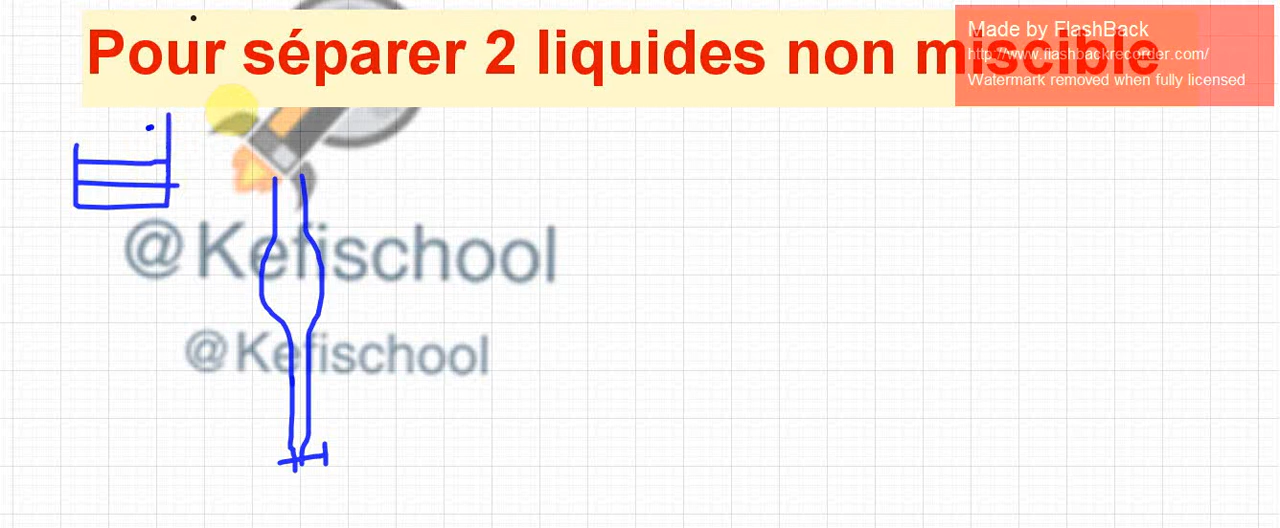 Pour séparer 2 liquides non miscible
Made by FlashBack
http://www.flashbackrecorder.com/
Watermark removed when fully licensed
@Kefischool
@Kefischool